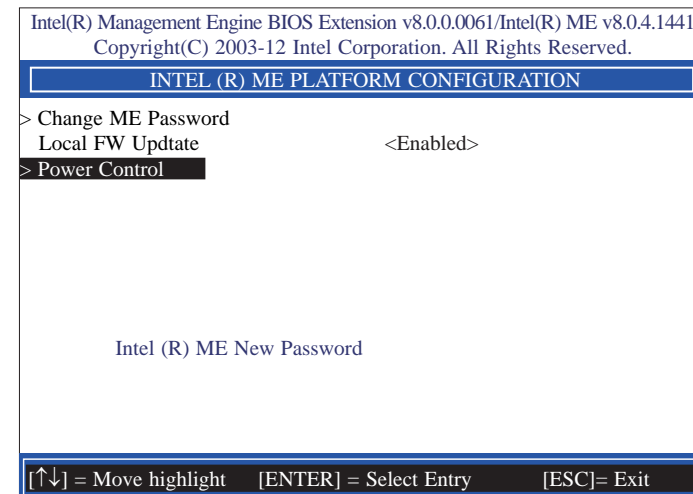 Intel(R) Management Engine BIOS Extension v8.0.0.0061/Intel(R) ME v8.0.4.1441
Copyright(C) 2003-12 Intel Corporation. All Rights Reserved.
INTEL (R) ME PLATFORM CONFIGURATION
> Change ME Password
Local FW Updtate <Enabled>
> Power Control
Intel (R) ME New Password
[↑↓] = Move highlight [ENTER] = Select Entry [ESC]= Exit